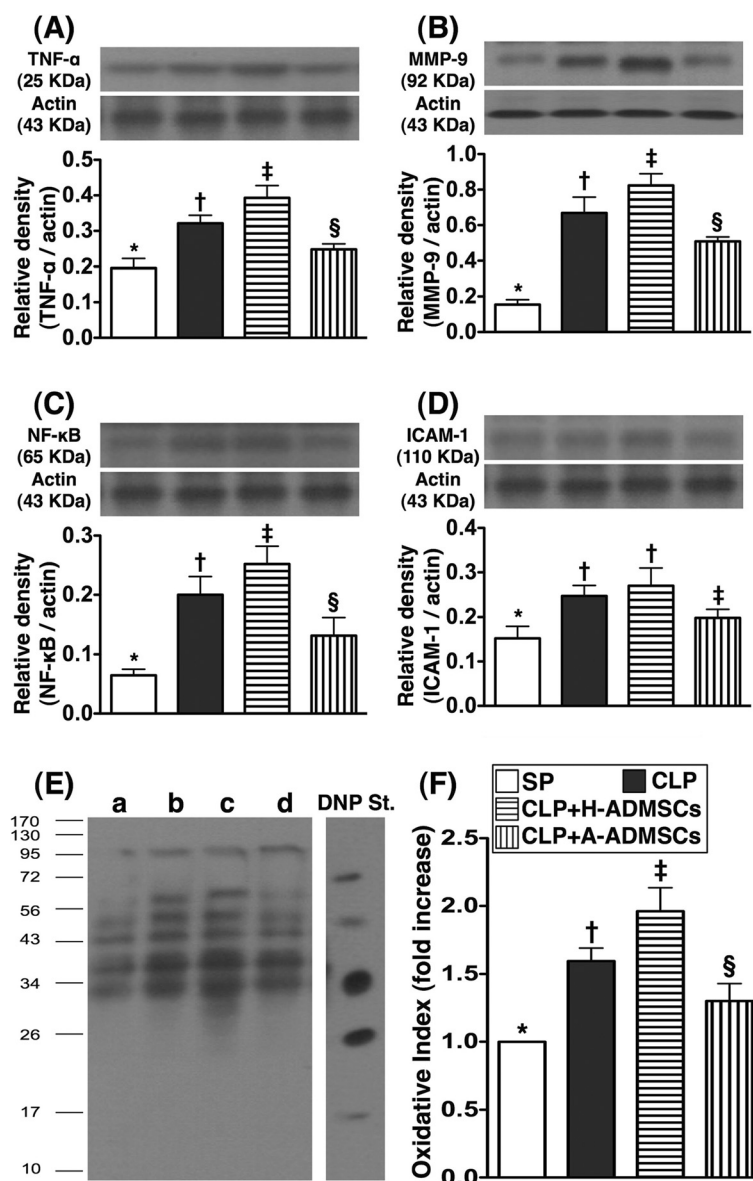 (A)
TNF-α
(25 KDa)
Actin
(43 KDa)
Relative density
(TNF-α / actin)
0.5
0.4
0.3
0.2
0.1
0.0
*
†
‡
§
(B)
MMP-9
(92 KDa)
Actin
(43 KDa)
Relative density
(MMP-9 / actin)
1.0
0.8
0.6
0.4
0.2
0.0
*
†
‡
§
(C)
NF-κB
(65 KDa)
Actin
(43 KDa)
Relative density
(NF-κB / actin)
0.3
0.2
0.1
0.0
*
†
‡
§
(D)
ICAM-1
(110 KDa)
Actin
(43 KDa)
Relative density
(ICAM-1 / actin)
0.4
0.3
0.2
0.1
0.0
*
†
†
‡
(E)
a b c d DNP St.
170
130
95
72
56
43
34
26
17
10
(F)
SP CLP
CLP+H-ADMSCs
CLP+A-ADMSCs
Oxidative Index (fold increase)
2.5
2.0
1.5
1.0
0.5
0.0
*
†
‡
§